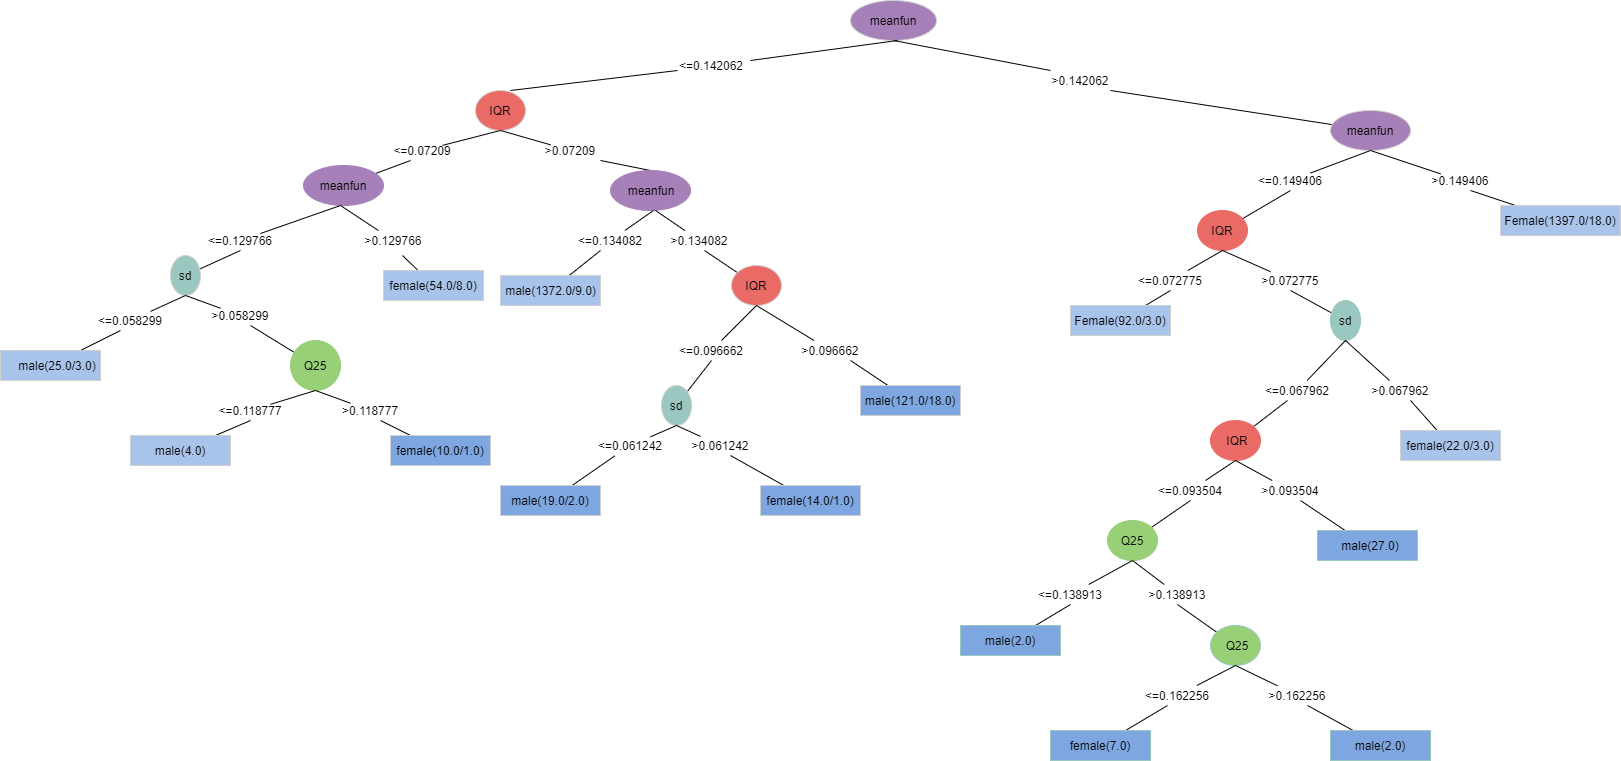 meanfun
<=0.142062
>0.142062
IQR
meanfun
<=0.07209
>0.07209
<=0.149406
>0.149406
meanfun
meanfun
IQR
Female(1397.0/18.0)
<=0.129766
>0.129766
<=0.134082
>0.134082
<=0.072775
>0.072775
sd
female(54.0/8.0)
male(1372.0/9.0)
IQR
Female(92.0/3.0)
sd
<=0.058299
>0.058299
<=0.096662
>0.096662
<=0.067962
>0.067962
male(25.0/3.0)
Q25
sd
male(121.0/18.0)
IQR
female(22.0/3.0)
<=0.118777
>0.118777
<=0.061242
>0.061242
<=0.093504
>0.093504
male(4.0)
female(10.0/1.0)
male(19.0/2.0)
female(14.0/1.0)
Q25
male(27.0)
<=0.138913
>0.138913
male(2.0)
Q25
<=0.162256
>0.162256
female(7.0)
male(2.0)